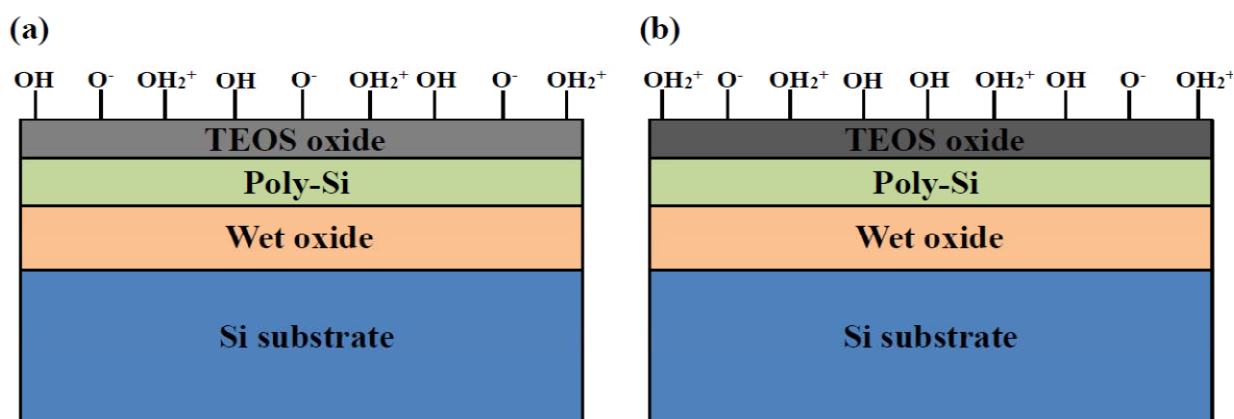 (a)
OH O⁻ OH₂⁺ OH O⁻ OH₂⁺ OH O⁻ OH₂⁺
TEOS oxide
Poly-Si
Wet oxide
Si substrate
(b)
OH₂⁺ O⁻ OH₂⁺ OH OH OH₂⁺ OH O⁻ OH₂⁺
TEOS oxide
Poly-Si
Wet oxide
Si substrate